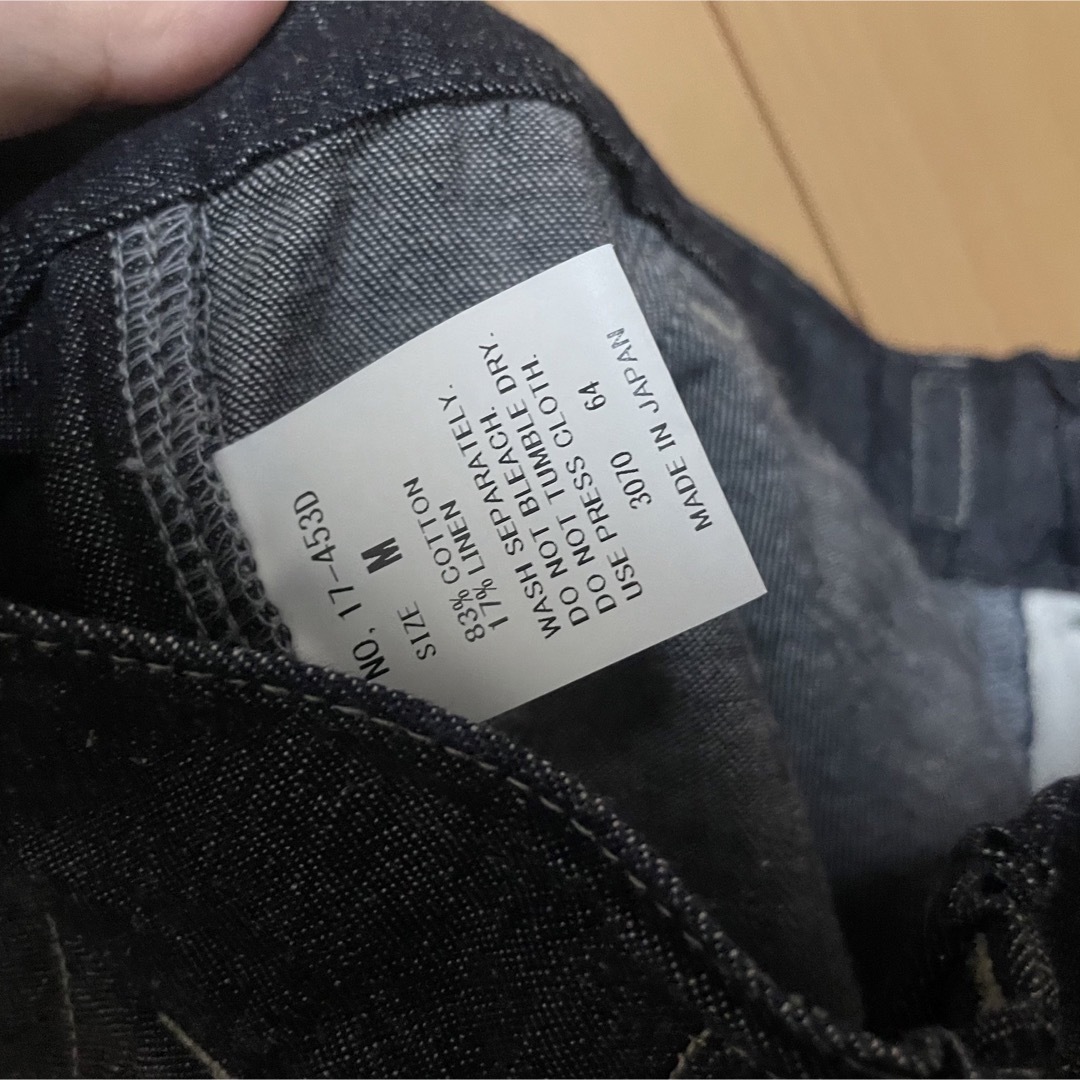 NO, 17-453D
SIZE M
83% COTTON
17% LINEN
WASH SEPARATELY.
DO NOT BLEACH.
DO NOT TUMBLE DRY.
USE PRESS CLOTH.
3070 64
MADE IN JAPAN